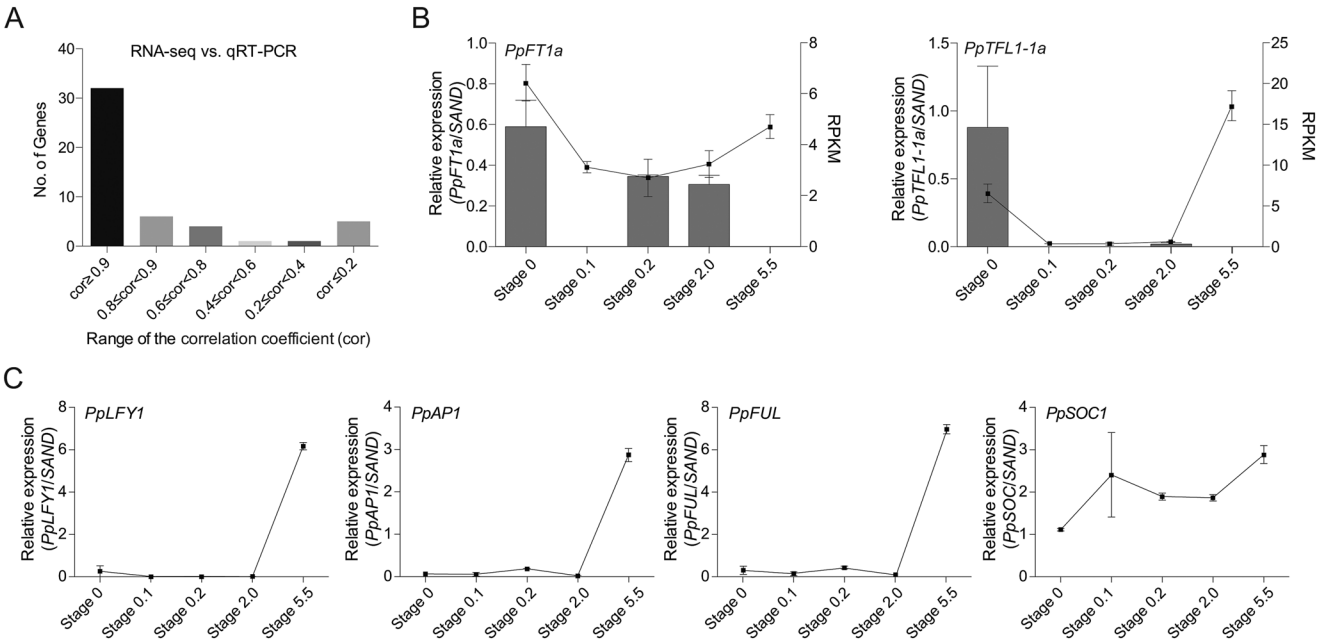 A
RNA-seq vs. qRT-PCR
No. of Genes
40
30
20
10
0
cor≥0.9
0.8≤cor<0.9
0.6≤cor<0.8
0.4≤cor<0.6
0.2≤cor<0.4
cor≤0.2
Range of the correlation coefficient (cor)
B
PpFT1a
Relative expression
(PpFT1a/SAND)
1.0
0.8
0.6
0.4
0.2
0.0
8
6
4
2
0
RPKM
Stage 0
Stage 0.1
Stage 0.2
Stage 2.0
Stage 5.5
PpTFL1-1a
Relative expression
(PpTFL1-1a/SAND)
1.5
1.0
0.5
0.0
25
20
15
10
5
0
RPKM
Stage 0
Stage 0.1
Stage 0.2
Stage 2.0
Stage 5.5
C
PpLFY1
Relative expression
(PpLFY1/SAND)
8
6
4
2
0
Stage 0
Stage 0.1
Stage 0.2
Stage 2.0
Stage 5.5
PpAP1
Relative expression
(PpAP1/SAND)
4
3
2
1
0
Stage 0
Stage 0.1
Stage 0.2
Stage 2.0
Stage 5.5
PpFUL
Relative expression
(PpFUL/SAND)
8
6
4
2
0
Stage 0
Stage 0.1
Stage 0.2
Stage 2.0
Stage 5.5
PpSOC1
Relative expression
(PpSOC/SAND)
4
3
2
1
0
Stage 0
Stage 0.1
Stage 0.2
Stage 2.0
Stage 5.5